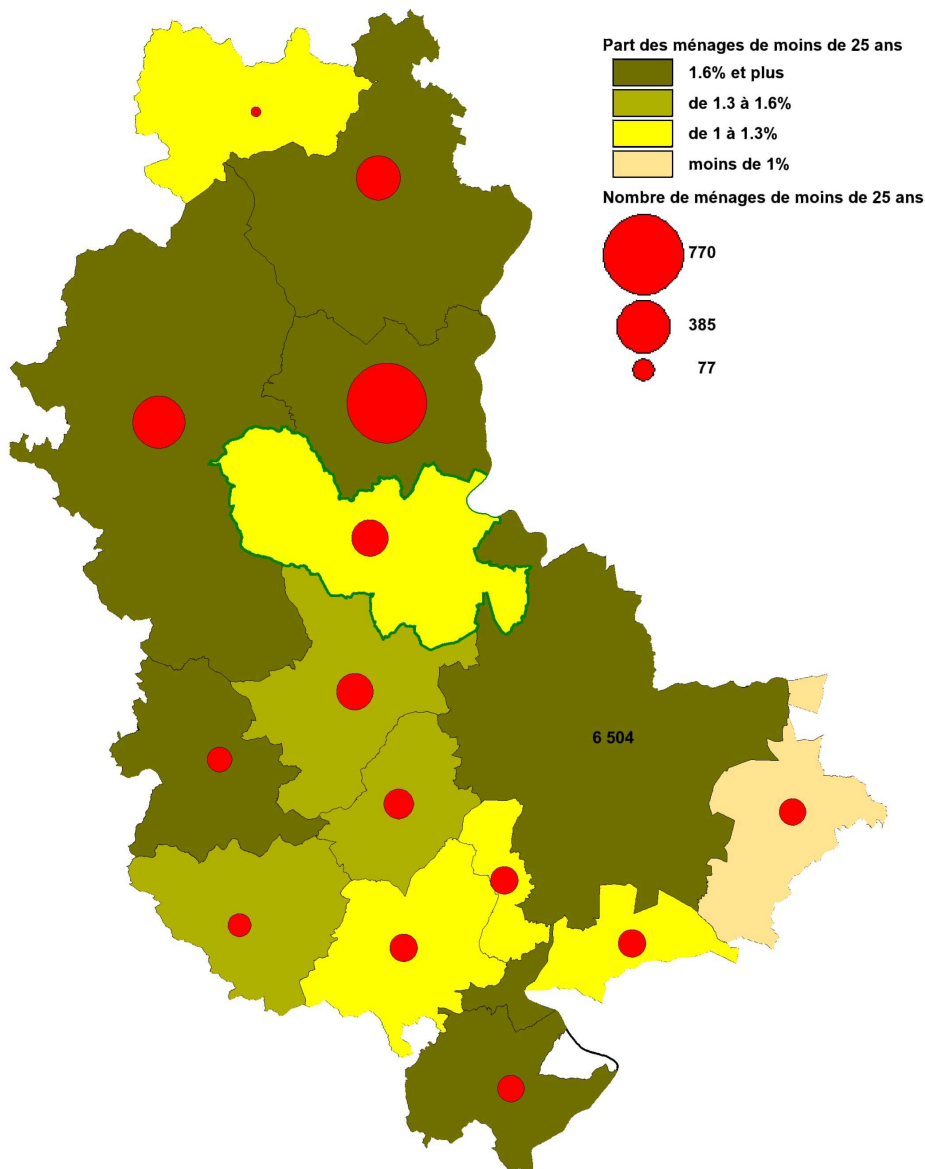 Part des ménages de moins de 25 ans
1.6% et plus
de 1.3 à 1.6%
de 1 à 1.3%
moins de 1%
Nombre de ménages de moins de 25 ans
770
385
77
6 504